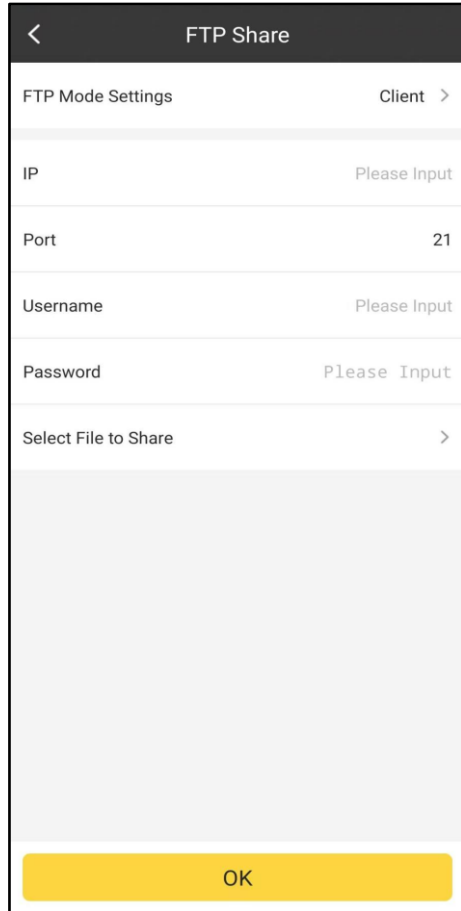 FTP Share
FTP Mode Settings Client
IP Please Input
Port 21
Username Please Input
Password Please Input
Select File to Share
OK